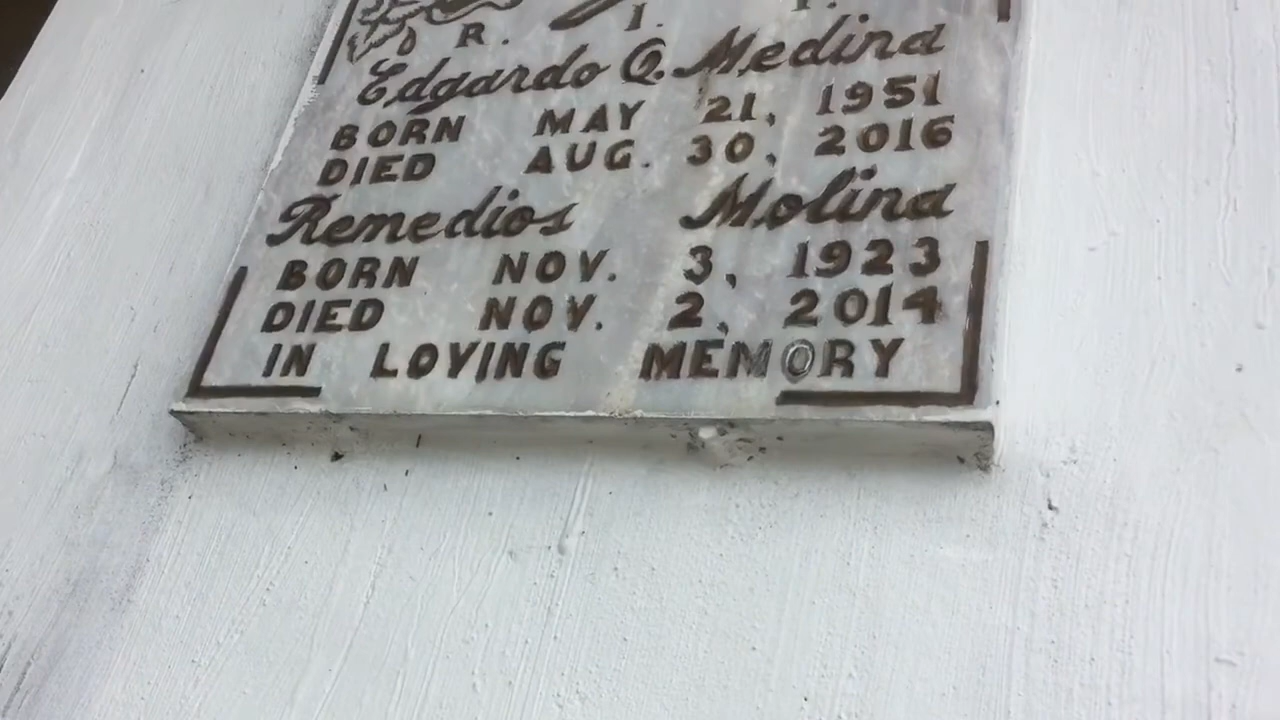 R. I. P.
Edgardo Q. Medina
BORN MAY 21, 1951
DIED AUG. 30, 2016
Remedios Molina
BORN NOV. 3, 1923
DIED NOV. 2, 2014
IN LOVING MEMORY